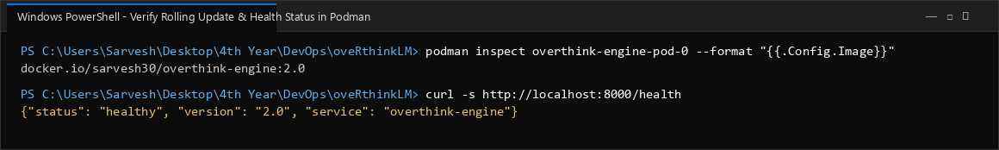 Windows PowerShell - Verify Rolling Update & Health Status in Podman
PS C:\Users\Sarvesh\Desktop\4th Year\DevOps\oveRthinkLM> podman inspect overthink-engine-pod-0 --format "{{.Config.Image}}"
docker.io/sarvesh30/overthink-engine:2.0
PS C:\Users\Sarvesh\Desktop\4th Year\DevOps\oveRthinkLM> curl -s http://localhost:8000/health
{"status": "healthy", "version": "2.0", "service": "overthink-engine"}